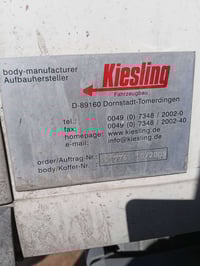 body-manufacturer
Aufbauhersteller
Kiesling
Fahrzeugbau
D-89160 Dornstadt-Tomerdingen
tel.: 0049 (0) 7348 / 2002-0
fax: 0049 (0) 7348 / 2002-40
homepage: www.kiesling.de
e-mail: info@kiesling.de
order/Auftrag-Nr.:
body/Koffer-Nr.: